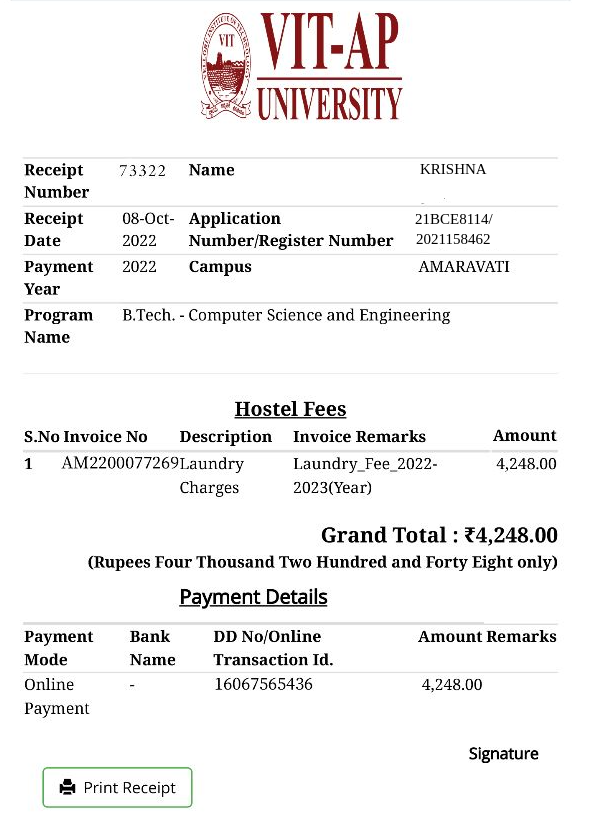 VIT
VIT-AP
UNIVERSITY
Receipt Number 73322 Name KRISHNA
Receipt Date 08-Oct-2022 Application Number/Register Number 21BCE8114/ 2021158462
Payment Year 2022 Campus AMARAVATI
Program Name B.Tech. - Computer Science and Engineering
Hostel Fees
S.No Invoice No Description Invoice Remarks Amount
1 AM2200077269 Laundry Charges Laundry_Fee_2022-2023(Year) 4,248.00
Grand Total : ₹4,248.00
(Rupees Four Thousand Two Hundred and Forty Eight only)
Payment Details
Payment Mode Bank Name DD No/Online Transaction Id. Amount Remarks
Online Payment - 16067565436 4,248.00
Signature
Print Receipt